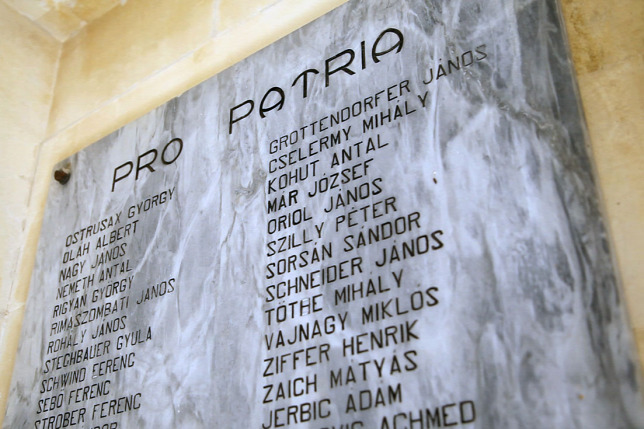 PRO PATRIA
OSTRUSAX GYÖRGY
OLÁH ALBERT
NAGY JÁNOS
NÉMETH ANTAL
RIGYAN GYÖRGY
RIMASZOMBATI JÁNOS
ROHÁLY JÁNOS
STECHBAUER GYULA
SCHWIND FERENC
SEBŐ FERENC
STRÓBER FERENC
GROTTENDORFER JÁNOS
CSELERMY MIHÁLY
KOHUT ANTAL
MÁR JÓZSEF
ORIOL JÁNOS
SZILLY PÉTER
SORSÁN SÁNDOR
SCHNEIDER JÁNOS
TÓTHE MIHÁLY
VAJNAGY MIKLÓS
ZIFFER HENRIK
ZAICH MÁTYÁS
JERBIC ÁDÁM
ACHMED